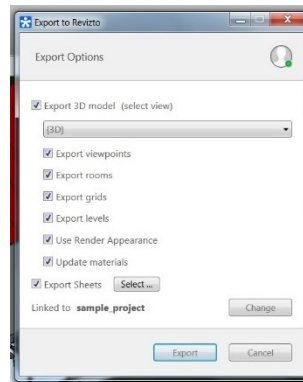 Export to Revizto
Export Options
Export 3D model (select view)
{3D}
Export viewpoints
Export rooms
Export grids
Export levels
Use Render Appearance
Update materials
Export Sheets Select ...
Linked to sample_project Change
Export Cancel